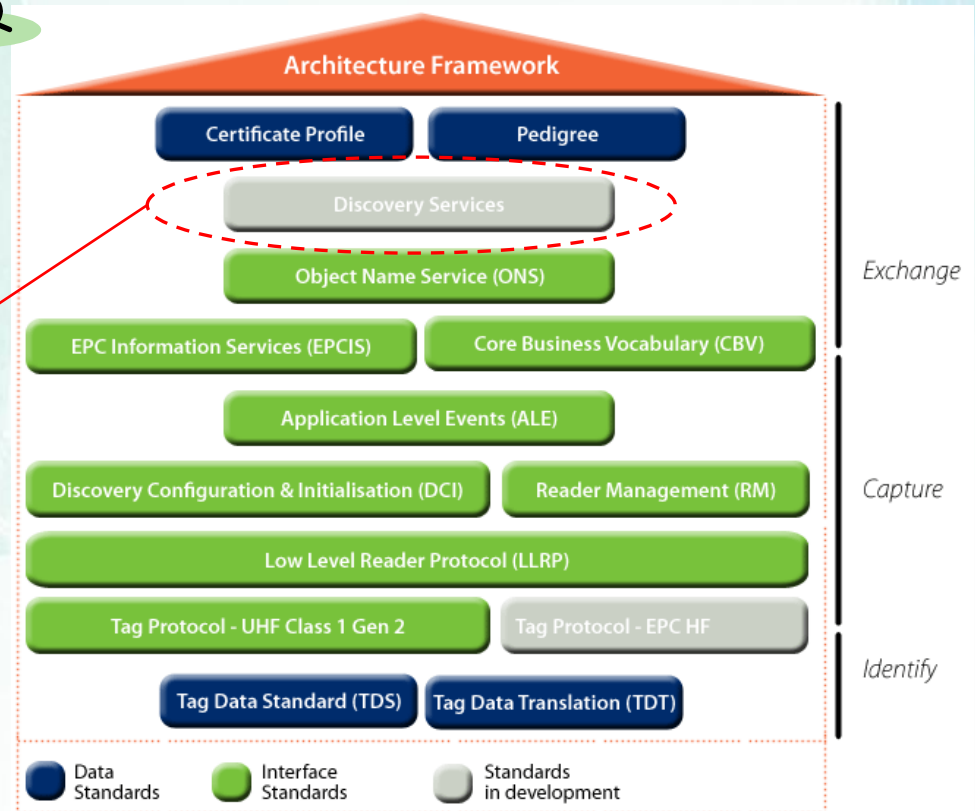 Architecture Framework
Certificate Profile
Pedigree
Discovery Services
Object Name Service (ONS)
Exchange
EPC Information Services (EPCIS)
Core Business Vocabulary (CBV)
Application Level Events (ALE)
Discovery Configuration & Initialisation (DCI)
Reader Management (RM)
Capture
Low Level Reader Protocol (LLRP)
Tag Protocol - UHF Class 1 Gen 2
Tag Protocol - EPC HF
Identify
Tag Data Standard (TDS)
Tag Data Translation (TDT)
Data
Standards
Interface
Standards
Standards
in development